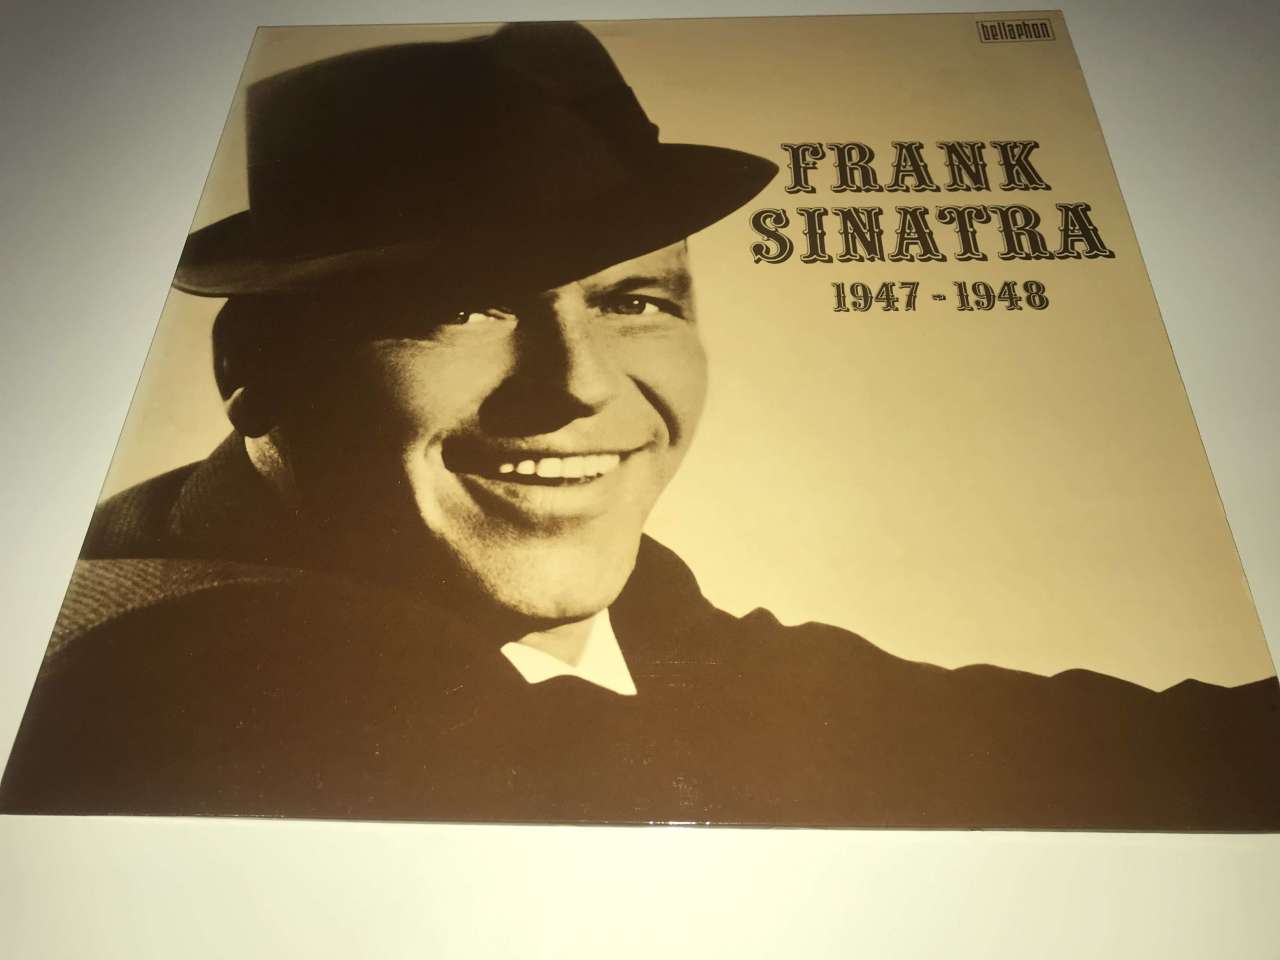 bellaphon
FRANK
SINATRA
1947 - 1948